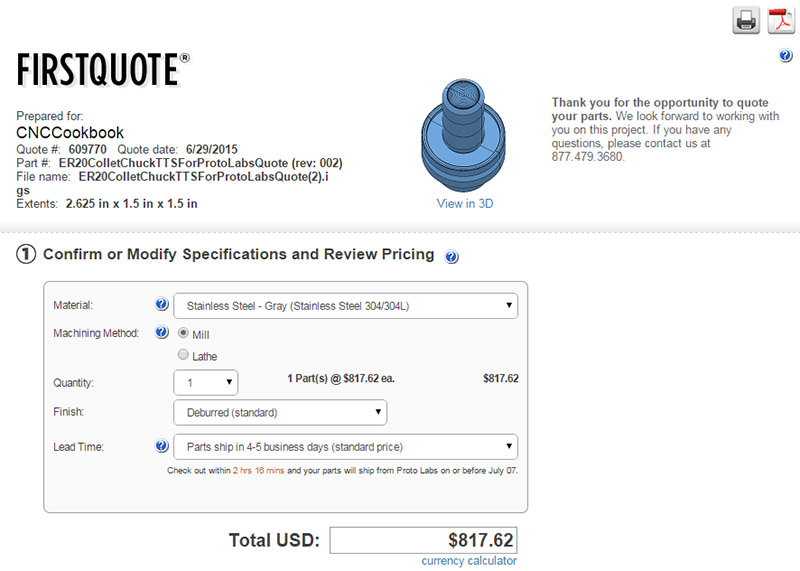 FIRSTQUOTE®
Prepared for:
CNCCookbook
Quote #: 609770 Quote date: 6/29/2015
Part #: ER20ColletChuckTTSForProtoLabsQuote (rev: 002)
File name: ER20ColletChuckTTSForProtoLabsQuote(2).i
gs
Extents: 2.625 in x 1.5 in x 1.5 in
View in 3D
Thank you for the opportunity to quote
your parts. We look forward to working with
you on this project. If you have any
questions, please contact us at
877.479.3680.
1 Confirm or Modify Specifications and Review Pricing ?
Material: ? Stainless Steel - Gray (Stainless Steel 304/304L)
Machining Method: ? Mill
Lathe
Quantity: 1 1 Part(s) @ $817.62 ea. $817.62
Finish: Deburred (standard)
Lead Time: ? Parts ship in 4-5 business days (standard price)
Check out within 2 hrs 16 mins and your parts will ship from Proto Labs on or before July 07.
Total USD: $817.62
currency calculator